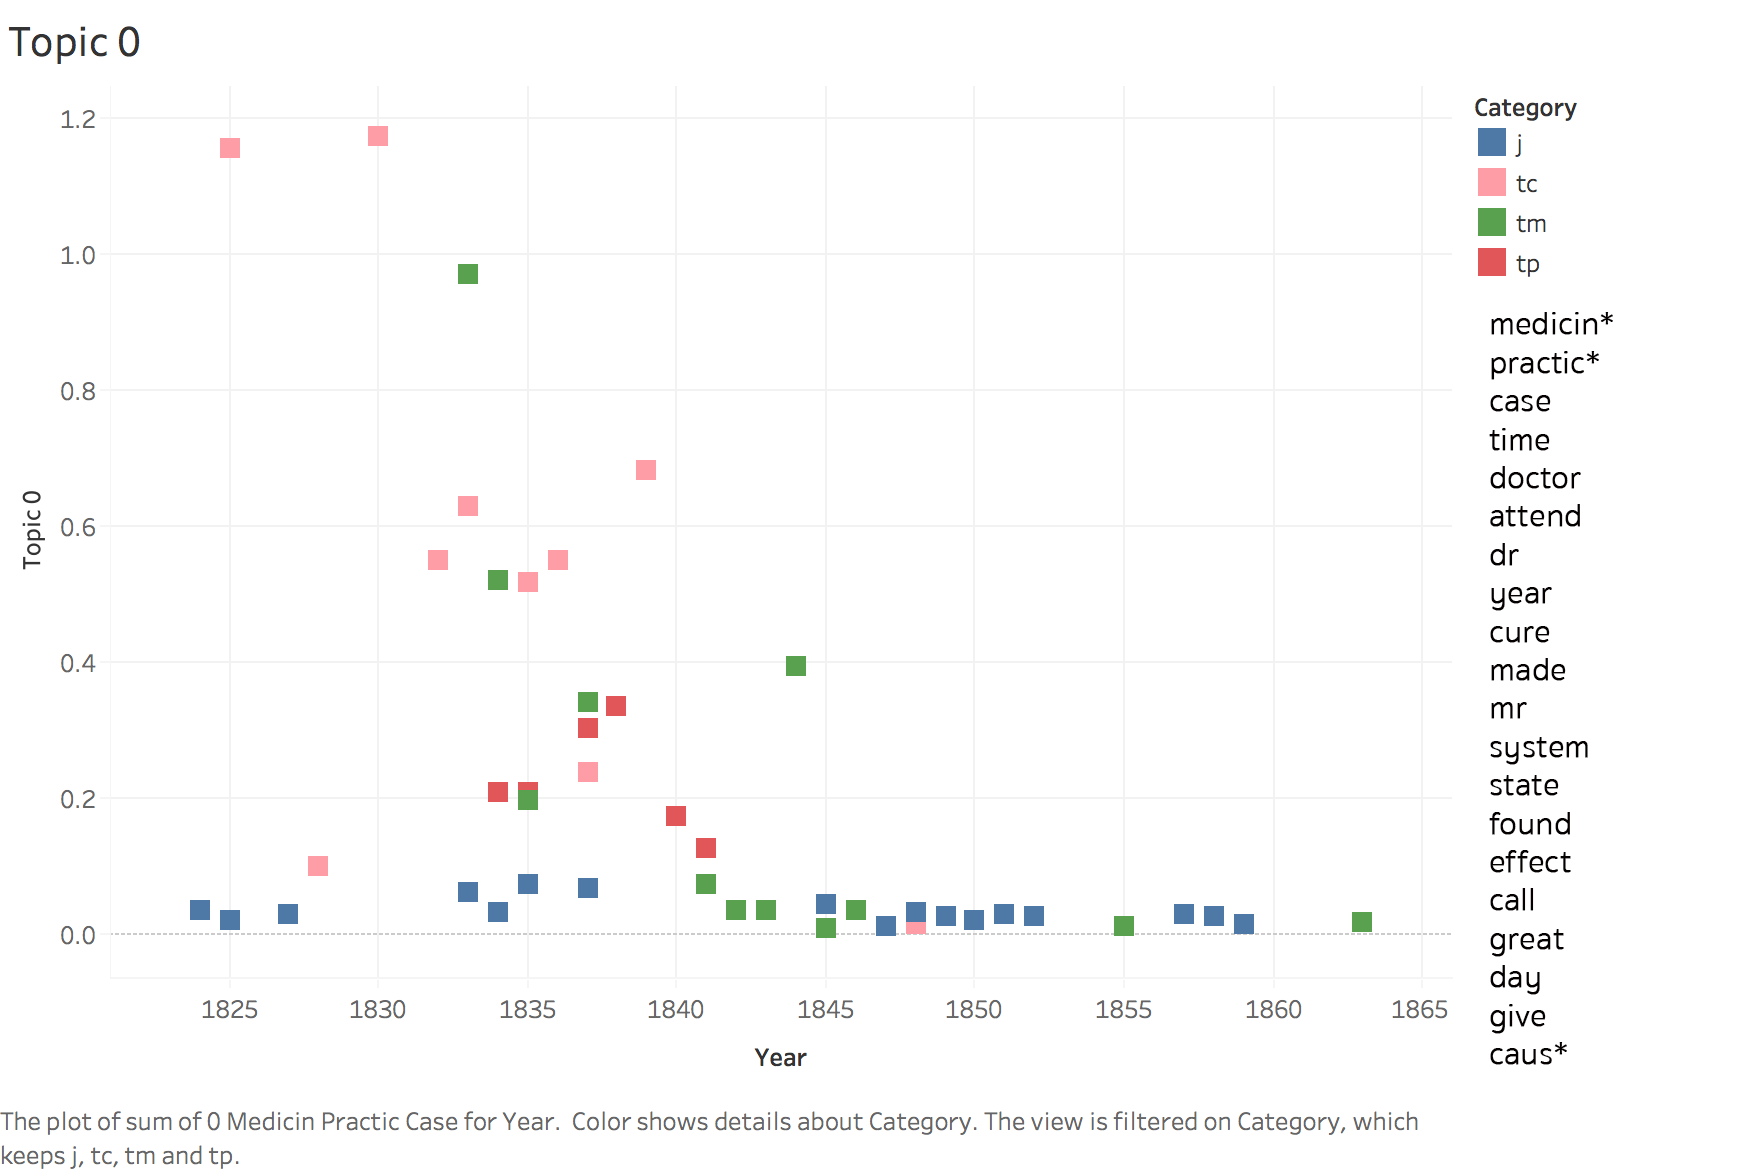 Topic 0
1.2
1.0
0.8
0.6
0.4
0.2
0.0
Topic 0
1825 1830 1835 1840 1845 1850 1855 1860 1865
Year
Category
j
tc
tm
tp
medicin*
practic*
case
time
doctor
attend
dr
year
cure
made
mr
system
state
found
effect
call
great
day
give
caus*
The plot of sum of 0 Medicin Practic Case for Year.  Color shows details about Category. The view is filtered on Category, which
keeps j, tc, tm and tp.